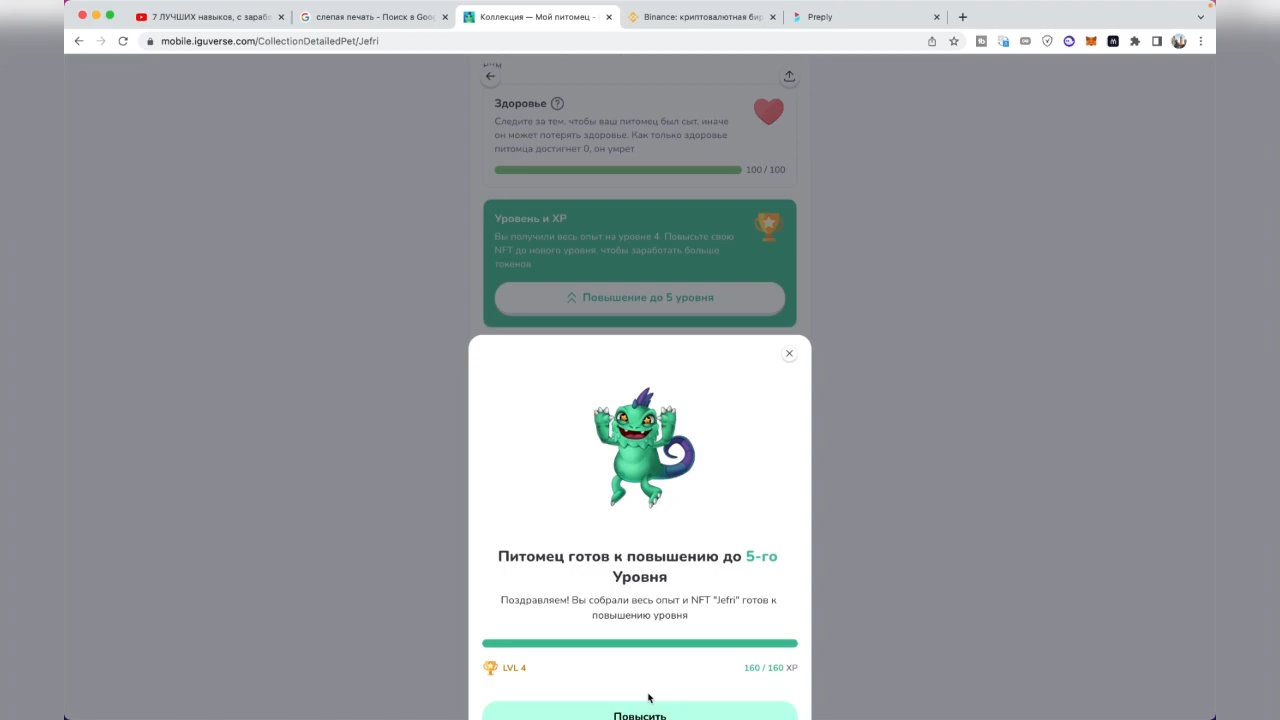 7 ЛУЧШИХ навыков, с зарабо
слепая печать - Поиск в Goog
Коллекция — Мой питомец -
Binance: криптовалютная бир
Preply
mobile.iguverse.com/CollectionDetailedPet/Jefri
Здоровье ?
Следите за тем, чтобы ваш питомец был сыт, иначе
он может потерять здоровье. Как только здоровье
питомца достигнет 0, он умрет
100 / 100
Уровень и XP
Вы получили весь опыт на уровне 4. Повысьте свою
NFT до нового уровня, чтобы заработать больше
токенов
Повышение до 5 уровня
Питомец готов к повышению до 5-го
Уровня
Поздравляем! Вы собрали весь опыт и NFT "Jefri" готов к
повышению уровня
LVL 4
160 / 160 XP
Повысить